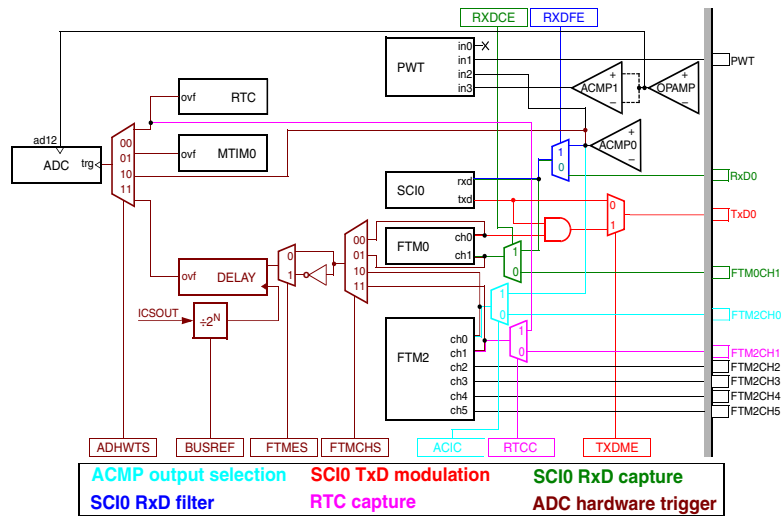 RXDCE
RXDFE
in0
in1
in2
in3
PWT
PWT
ACMP1
+
−
OPAMP
+
−
ovf
RTC
ad12
ADC
trg
00
01
10
11
ovf
MTIM0
ACMP0
+
−
1
0
SCI0
rxd
txd
RxD0
0
1
TxD0
FTM0
ch0
ch1
00
01
10
11
0
1
1
0
FTM0CH1
ovf
DELAY
ICSOUT
÷2N
1
0
FTM2CH0
1
0
FTM2CH1
FTM2
ch0
ch1
ch2
ch3
ch4
ch5
FTM2CH2
FTM2CH3
FTM2CH4
FTM2CH5
ADHWTS
BUSREF
FTMES
FTMCHS
ACIC
RTCC
TXDME
ACMP output selection
SCI0 TxD modulation
SCI0 RxD capture
SCI0 RxD filter
RTC capture
ADC hardware trigger